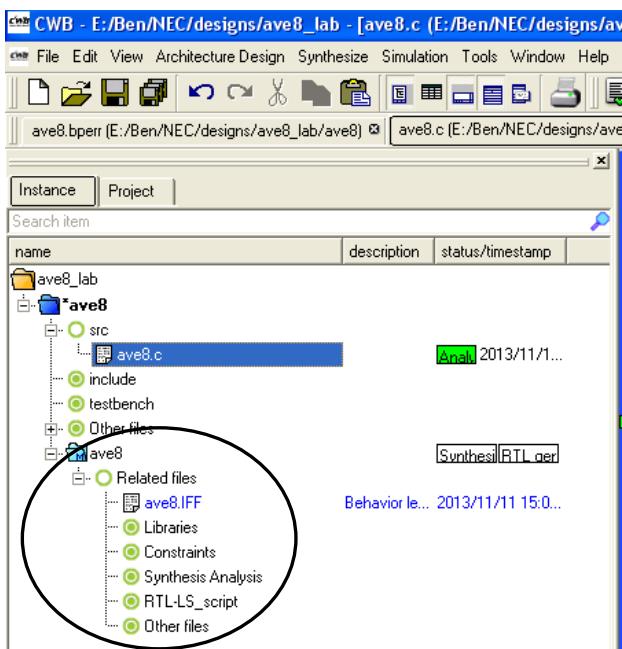 CWB - E:/Ben/NEC/designs/ave8_lab - [ave8.c (E:/Ben/NEC/designs/av
File Edit View Architecture Design Synthesize Simulation Tools Window Help
ave8.bperr (E:/Ben/NEC/designs/ave8_lab/ave8) ave8.c (E:/Ben/NEC/designs/ave
Instance Project
Search item
name description status/timestamp
ave8_lab
*ave8
src
ave8.c Analy 2013/11/1...
include
testbench
Other files
ave8 Synthesi RTL ger
Related files
ave8.IFF Behavior le... 2013/11/11 15:0...
Libraries
Constraints
Synthesis Analysis
RTL-LS_script
Other files